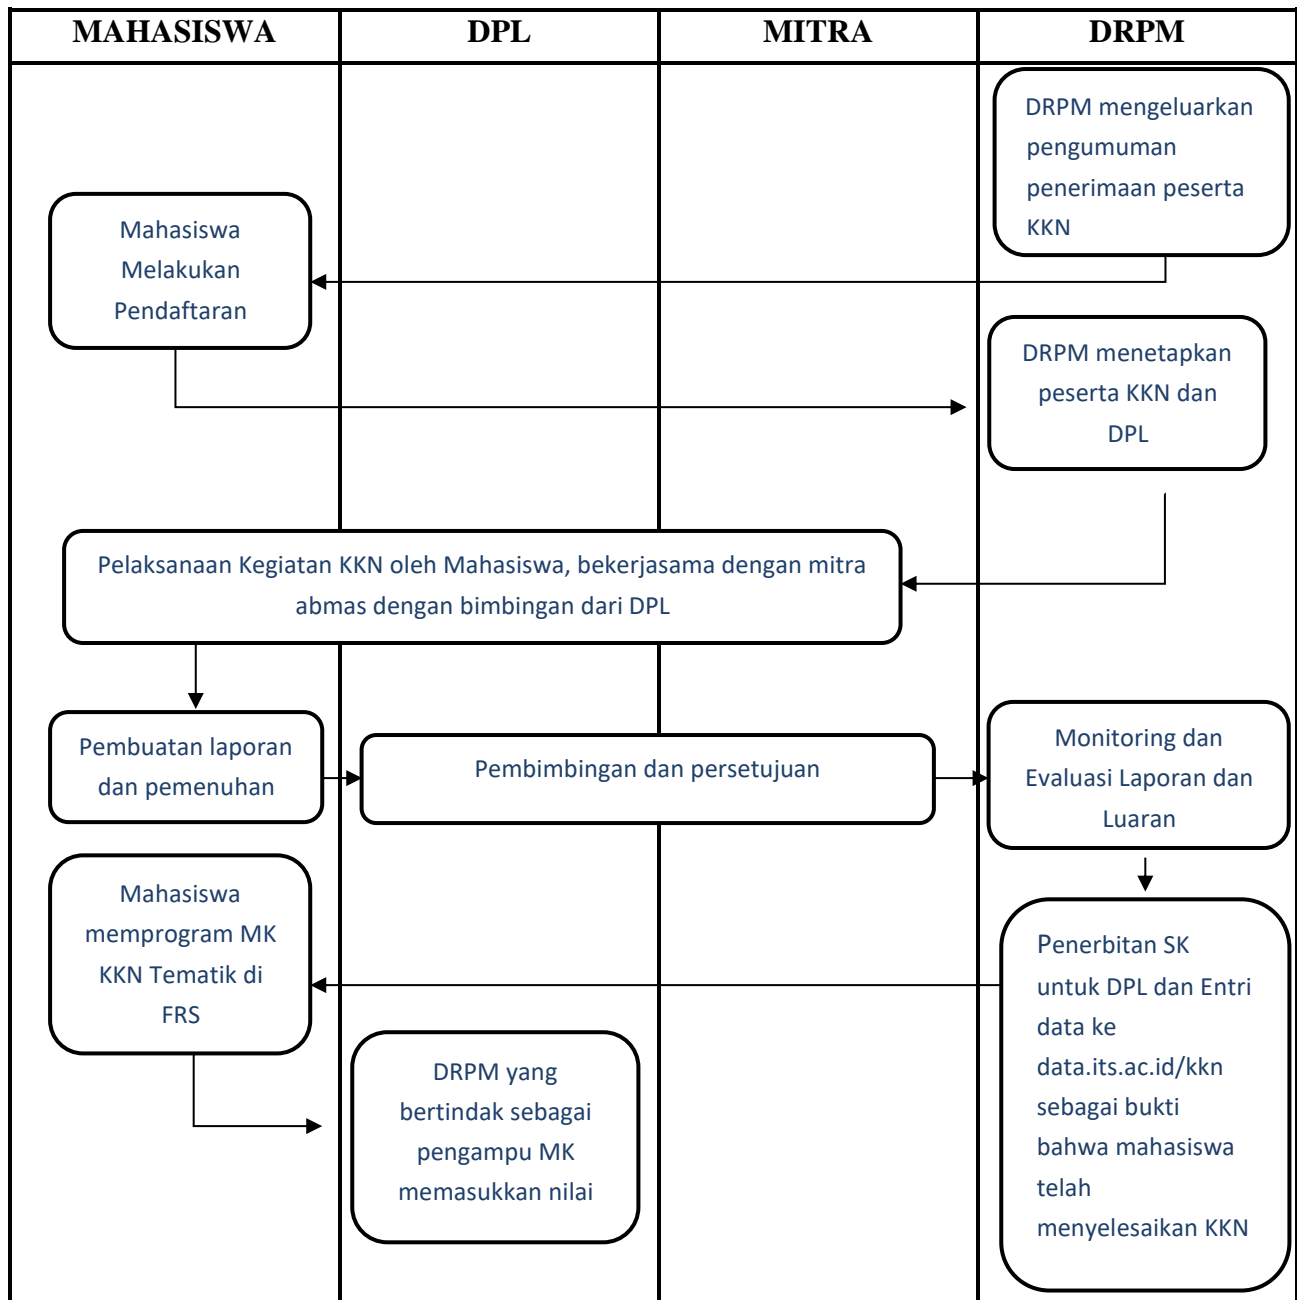 MAHASISWA
DPL
MITRA
DRPM
DRPM mengeluarkan
pengumuman
penerimaan peserta
KKN
Mahasiswa
Melakukan
Pendaftaran
DRPM menetapkan
peserta KKN dan
DPL
Pelaksanaan Kegiatan KKN oleh Mahasiswa, bekerjasama dengan mitra
abmas dengan bimbingan dari DPL
Pembuatan laporan
dan pemenuhan
Pembimbingan dan persetujuan
Monitoring dan
Evaluasi Laporan dan
Luaran
Mahasiswa
memprogram MK
KKN Tematik di
FRS
Penerbitan SK
untuk DPL dan Entri
data ke
data.its.ac.id/kkn
sebagai bukti
bahwa mahasiswa
telah
menyelesaikan KKN
DRPM yang
bertindak sebagai
pengampu MK
memasukkan nilai